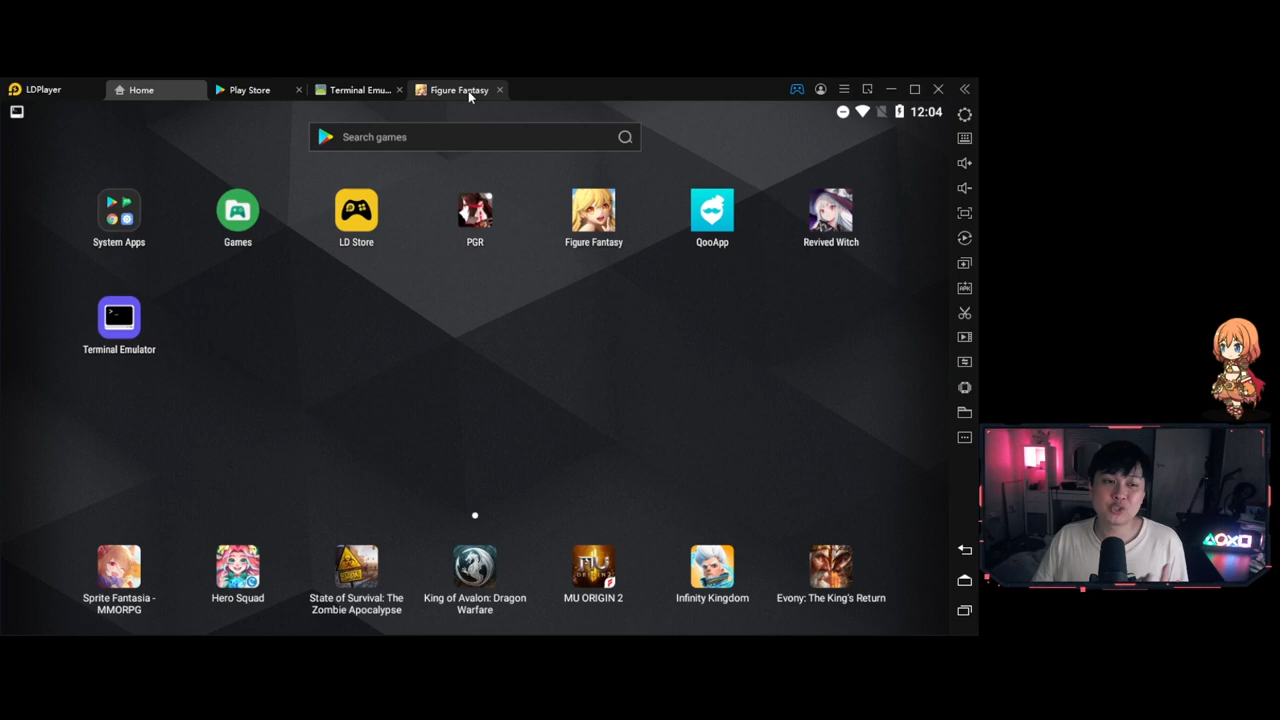 LDPlayer
Home
Play Store
Terminal Emu...
Figure Fantasy
12:04
Search games
System Apps
Games
LD Store
PGR
Figure Fantasy
QooApp
Revived Witch
Terminal Emulator
Sprite Fantasia -
MMORPG
Hero Squad
State of Survival: The
Zombie Apocalypse
King of Avalon: Dragon
Warfare
MU ORIGIN 2
Infinity Kingdom
Evony: The King's Return